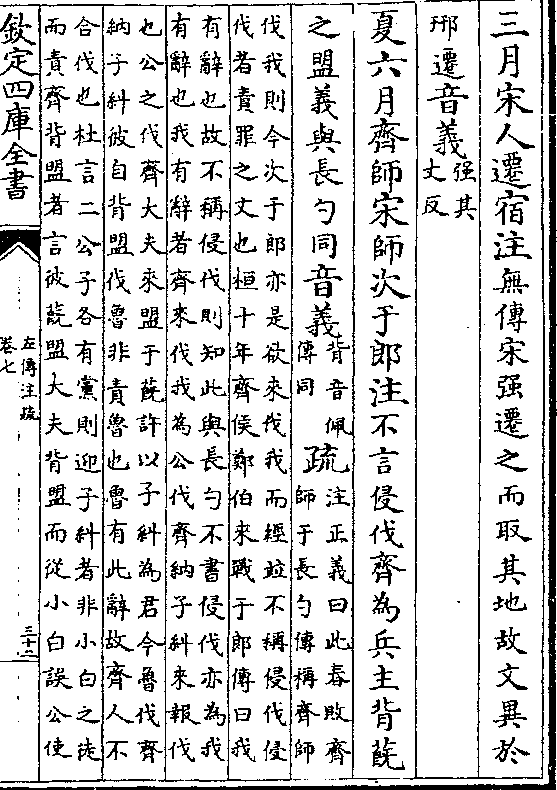 三月宋人遷宿注無傳宋强遷之而取其地故文異於
邢遷音義强其
丈反
夏六月齊師宋師次于郎注不言侵伐齊為兵主背蔇
之盟義與長勺同音義背音佩
傳同疏注正義曰此春敗齊
師于長勺傳稱齊師
伐我則今次于郎亦是欲來伐我而經竝不稱侵伐侵
伐者責罪之文也桓十年齊侯鄭伯來戰于郎傳曰我
有辭也故不稱侵伐則知此與長勺不書侵伐亦為我
有辭也我有辭者齊來伐我為公伐齊納子糾來報伐
也公之伐齊大夫來盟于蔇許以子糾為君今魯伐齊
納子糾彼自背盟伐魯非責魯也魯有此辭故齊人不
合伐也杜言二公子各有黨則迎子糾者非小白之徒
而責齊背盟者言彼蔇盟大夫背盟而從小白誤公使
欽定四庫全書
左傳注疏
卷七
三十二